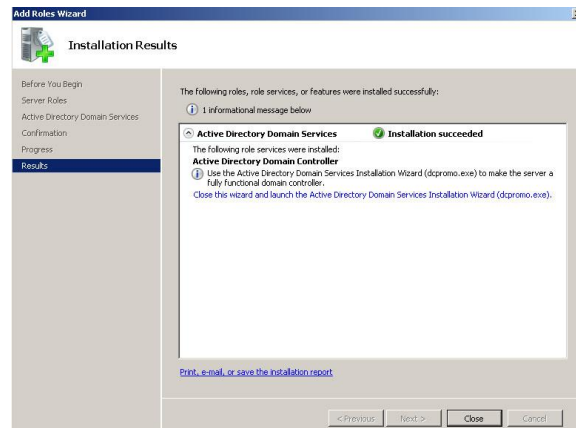 Add Roles Wizard
Installation Results
Before You Begin
Server Roles
Active Directory Domain Services
Confirmation
Progress
Results
The following roles, role services, or features were installed successfully:
1 informational message below
Active Directory Domain Services Installation succeeded
The following role services were installed:
Active Directory Domain Controller
Use the Active Directory Domain Services Installation Wizard (dcpromo.exe) to make the server a
fully functional domain controller.
Close this wizard and launch the Active Directory Domain Services Installation Wizard (dcpromo.exe).
Print, e-mail, or save the installation report
< Previous Next > Close Cancel